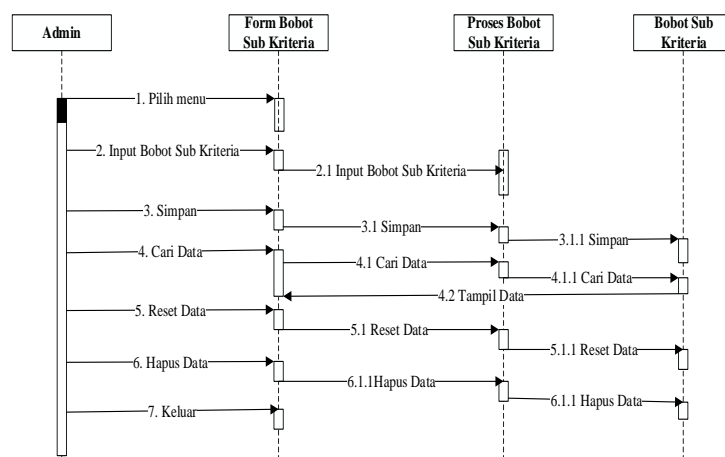 Admin
Form Bobot
Sub Kriteria
Proses Bobot
Sub Kriteria
Bobot Sub
Kriteria
1. Pilih menu
2. Input Bobot Sub Kriteria
2.1 Input Bobot Sub Kriteria
3. Simpan
3.1 Simpan
3.1.1 Simpan
4. Cari Data
4.1 Cari Data
4.1.1 Cari Data
4.2 Tampil Data
5. Reset Data
5.1 Reset Data
5.1.1 Reset Data
6. Hapus Data
6.1.1Hapus Data
6.1.1 Hapus Data
7. Keluar